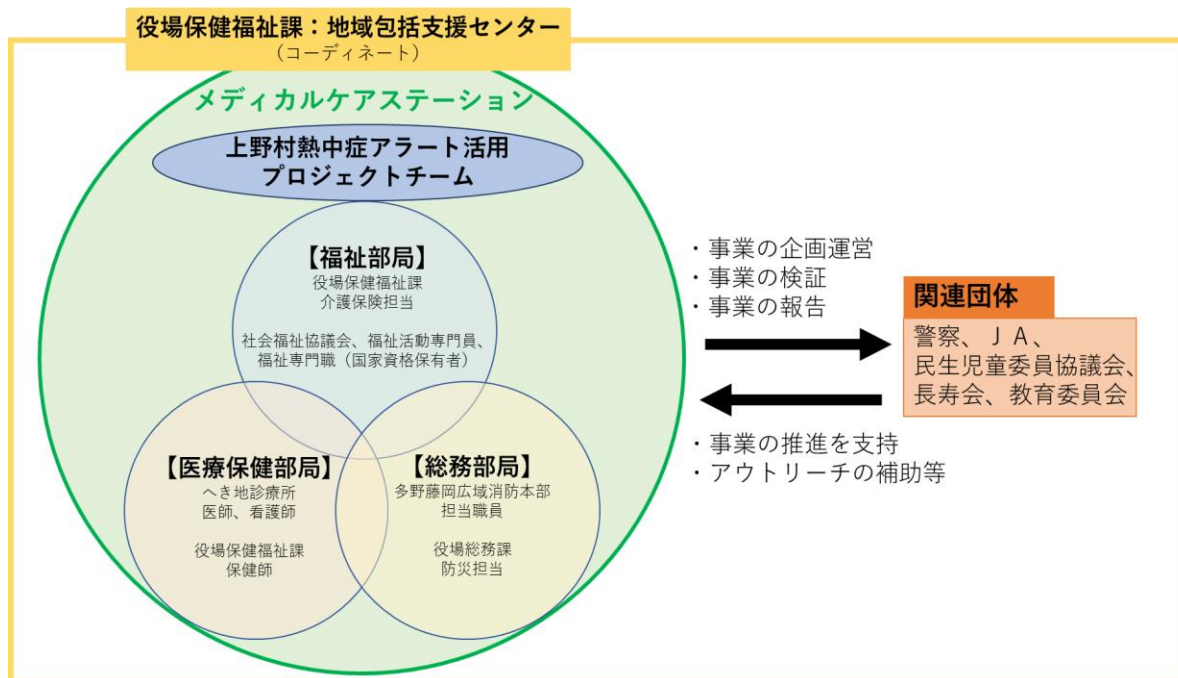 役場保健福祉課：地域包括支援センター
（コーディネート）
メディカルケアステーション
上野村熱中症アラート活用
プロジェクトチーム
【福祉部局】
役場保健福祉課
介護保険担当
社会福祉協議会、福祉活動専門員、
福祉専門職（国家資格保有者）
【医療保健部局】
へき地診療所
医師、看護師
役場保健福祉課
保健師
【総務部局】
多野藤岡広域消防本部
担当職員
役場総務課
防災担当
・事業の企画運営
・事業の検証
・事業の報告
関連団体
警察、ＪＡ、
民生児童委員協議会、
長寿会、教育委員会
・事業の推進を支持
・アウトリーチの補助等